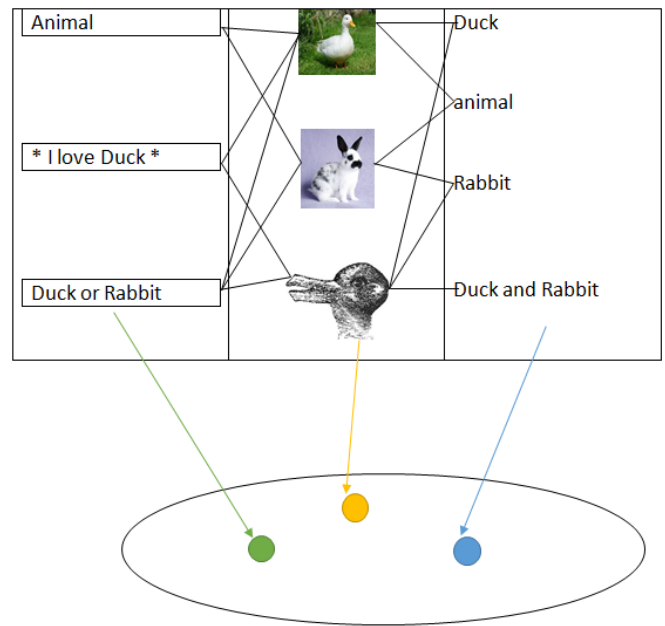 Animal
* I love Duck *
Duck or Rabbit
Duck
animal
Rabbit
Duck and Rabbit